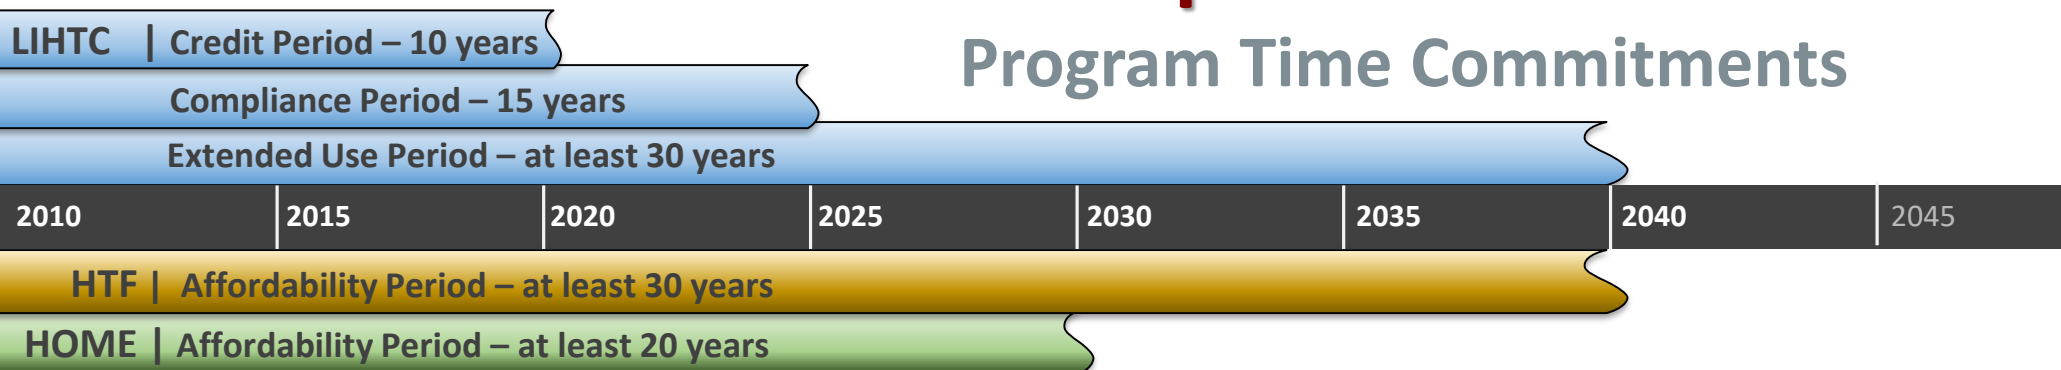 LIHTC | Credit Period – 10 years
Program Time Commitments
Compliance Period – 15 years
Extended Use Period – at least 30 years
2010 2015 2020 2025 2030 2035 2040 2045
HTF | Affordability Period – at least 30 years
HOME | Affordability Period – at least 20 years